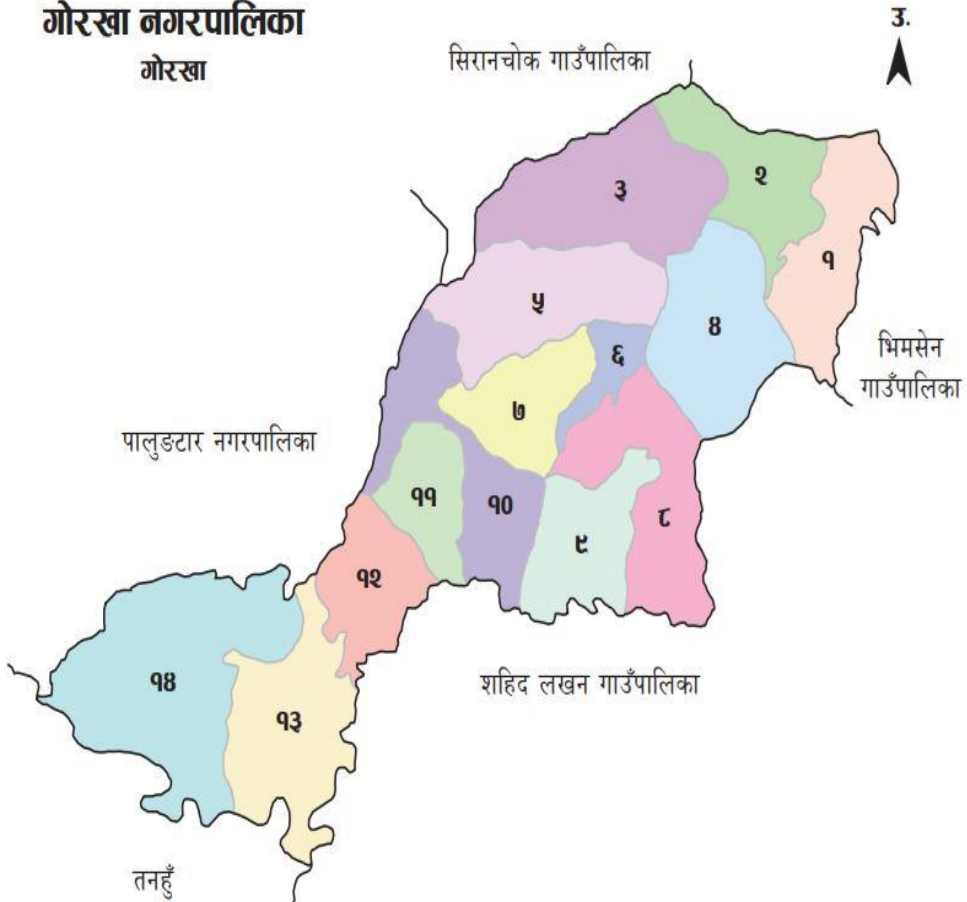 गोरखा नगरपालिका
गोरखा
उ.
सिरानचोक गाउँपालिका
२
३
१
५
४
भिमसेन
गाउँपालिका
६
७
पालुङटार नगरपालिका
११
१०
८
९
१२
शहिद लखन गाउँपालिका
१४
१३
तनहुँ